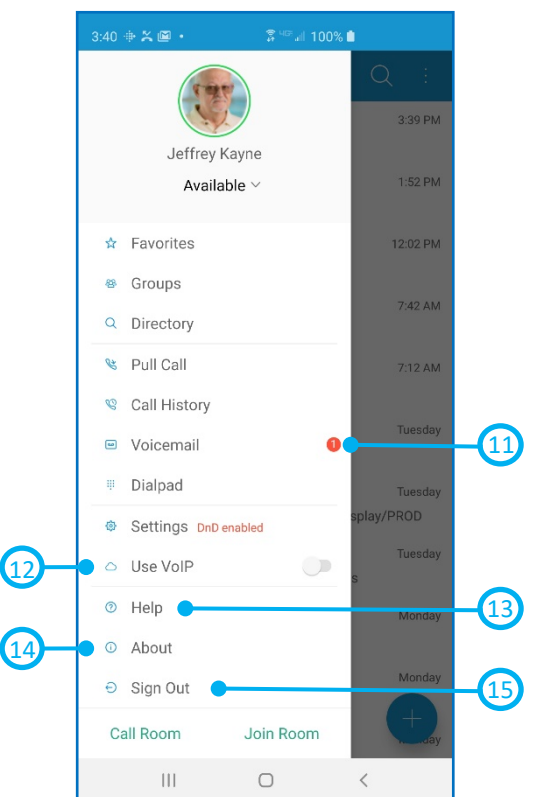 3:40 100%
3:39 PM
Jeffrey Kayne
Available
1:52 PM
Favorites
12:02 PM
Groups
7:42 AM
Directory
Pull Call
7:12 AM
Call History
Tuesday
Voicemail 1 11
Dialpad
Tuesday
splay/PROD
Settings DnD enabled
Tuesday
12 Use VoIP
s
Help 13
Monday
14 About
Monday
Sign Out 15
Call Room Join Room